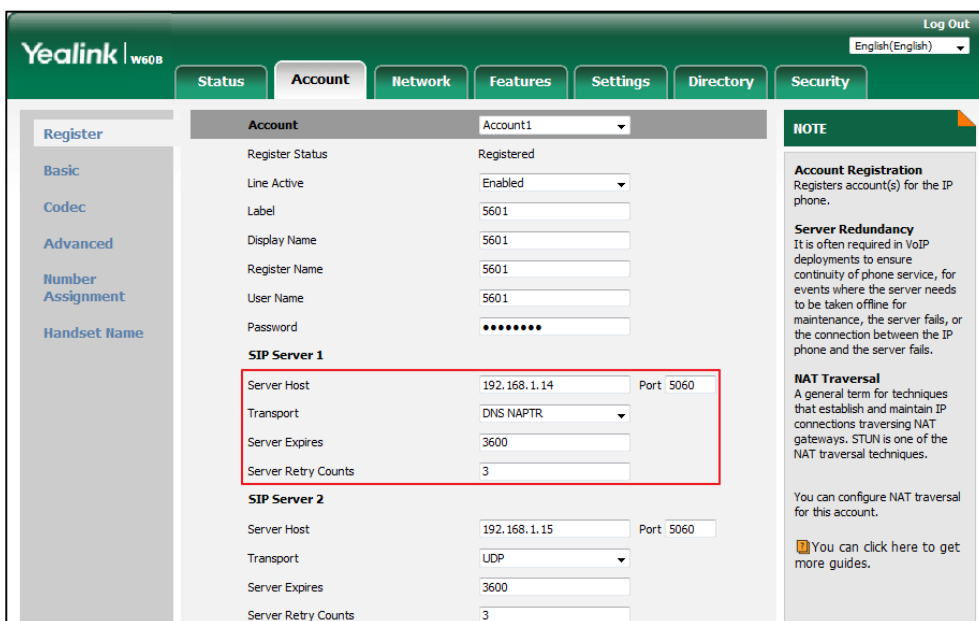 Log Out
Yealink W60B
English(English)
Status Account Network Features Settings Directory Security
Register
Basic
Codec
Advanced
Number
Assignment
Handset Name
Account Account1
Register Status Registered
Line Active Enabled
Label 5601
Display Name 5601
Register Name 5601
User Name 5601
Password ••••••••
SIP Server 1
Server Host 192.168.1.14 Port 5060
Transport DNS NAPTR
Server Expires 3600
Server Retry Counts 3
SIP Server 2
Server Host 192.168.1.15 Port 5060
Transport UDP
Server Expires 3600
Server Retry Counts 3
NOTE
Account Registration
Registers account(s) for the IP
phone.
Server Redundancy
It is often required in VoIP
deployments to ensure
continuity of phone service, for
events where the server needs
to be taken offline for
maintenance, the server fails, or
the connection between the IP
phone and the server fails.
NAT Traversal
A general term for techniques
that establish and maintain IP
connections traversing NAT
gateways. STUN is one of the
NAT traversal techniques.
You can configure NAT traversal
for this account.
You can click here to get
more guides.